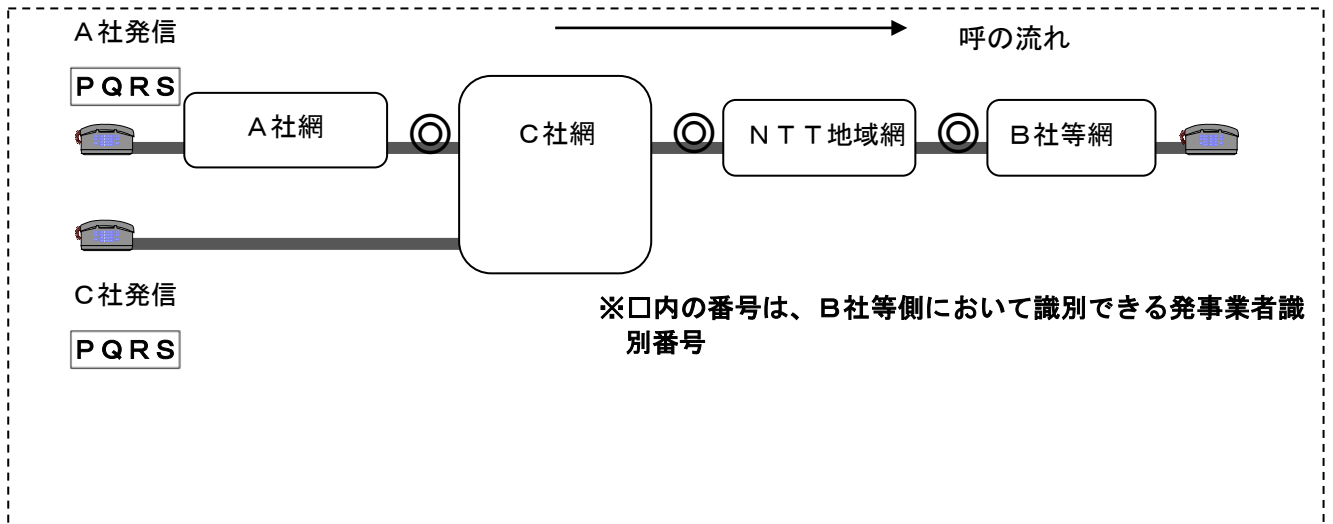 A社発信
呼の流れ
PQRS
A社網
C社網
NTT地域網
B社等網
C社発信
※□内の番号は、B社等側において識別できる発事業者識
別番号
PQRS